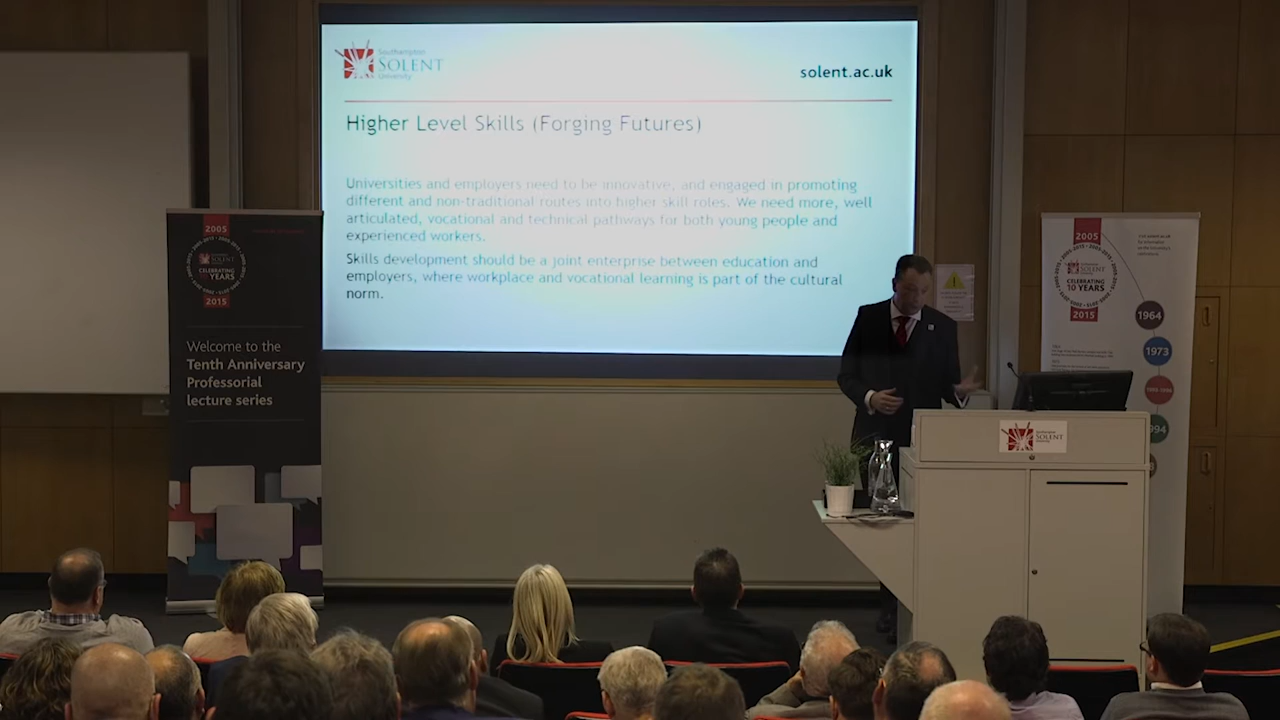 Southampton
SOLENT
University
solent.ac.uk
Higher Level Skills (Forging Futures)
Universities and employers need to be innovative, and engaged in promoting
different and non-traditional routes into higher skill roles. We need more, well
articulated, vocational and technical pathways for both young people and
experienced workers.
Skills development should be a joint enterprise between education and
employers, where workplace and vocational learning is part of the cultural
norm.
2005
SOLENT
CELEBRATING
10 YEARS
2015
Welcome to the
Tenth Anniversary
Professorial
lecture series
2005
SOLENT
CELEBRATING
10 YEARS
2015
1964
1973
994
Southampton
SOLENT
University